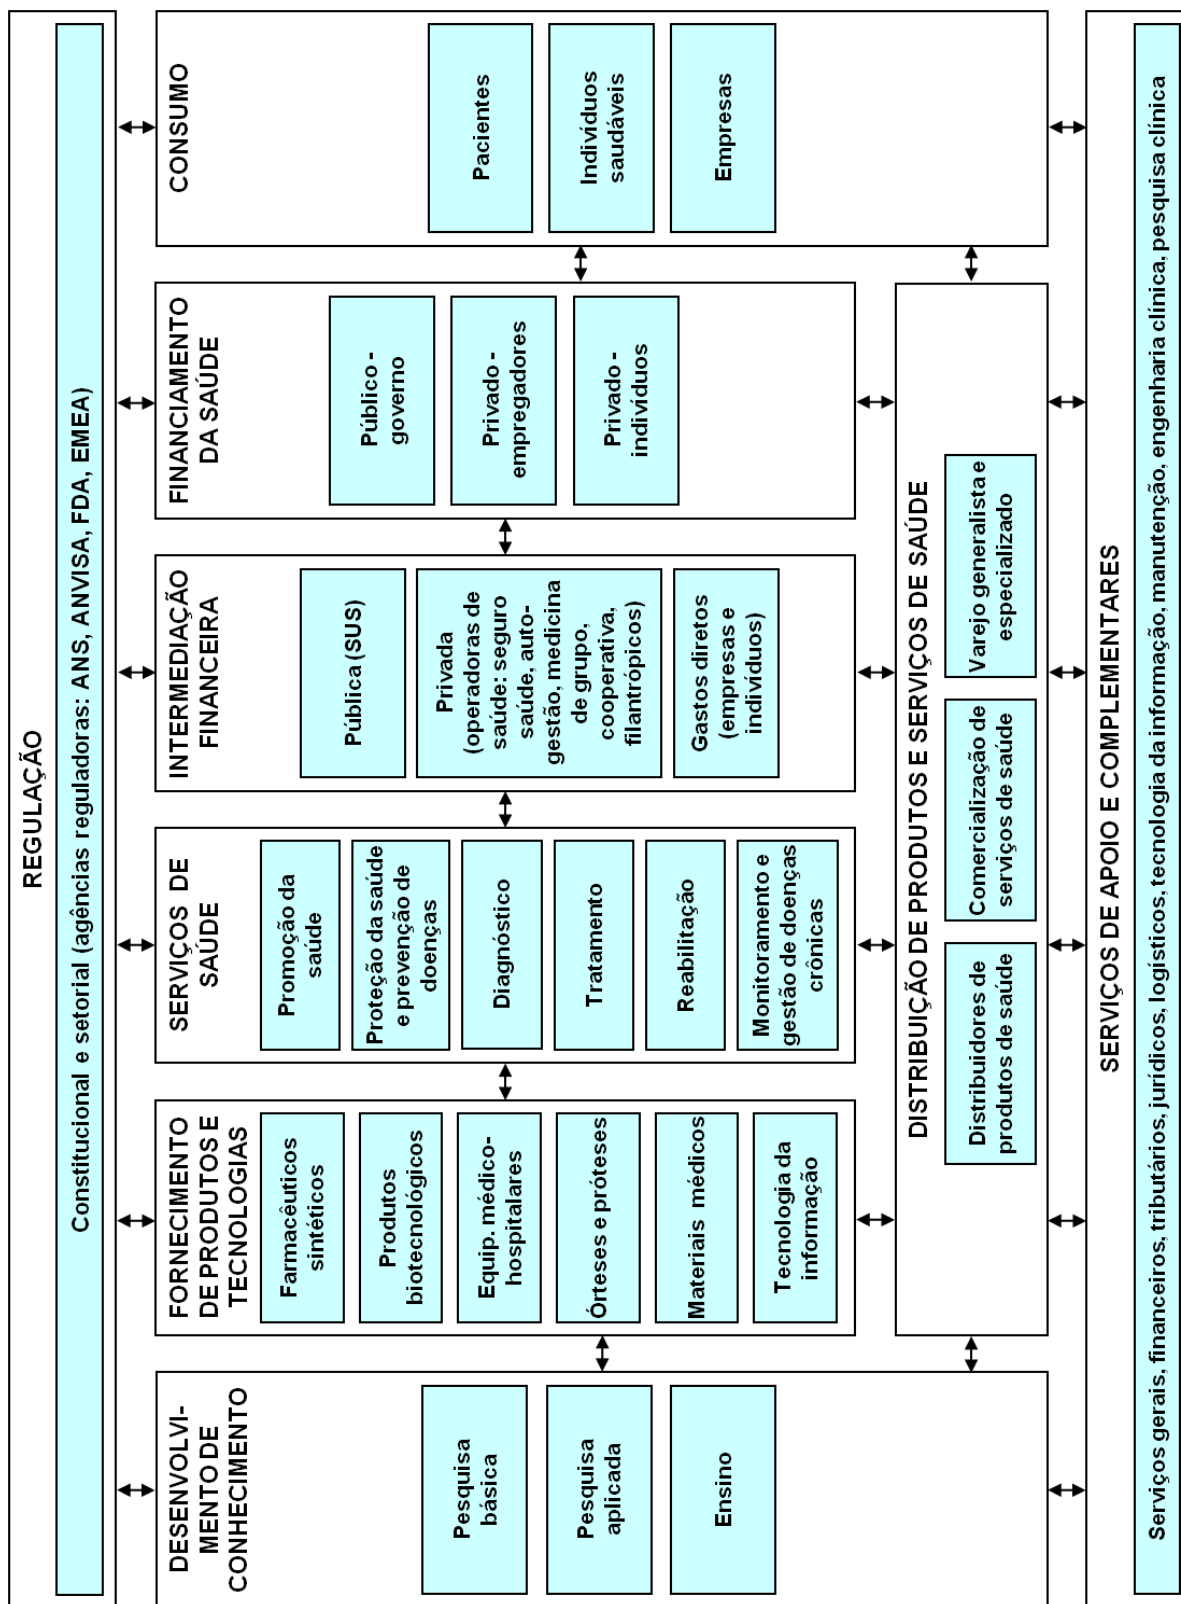 REGULAÇÃO
Constitucional e setorial (agências reguladoras: ANS, ANVISA, FDA, EMEA)
DESENVOLVI-
MENTO DE
CONHECIMENTO
Pesquisa
básica
Pesquisa
aplicada
Ensino
FORNECIMENTO
DE PRODUTOS E
TECNOLOGIAS
Farmacêuticos
sintéticos
Produtos
biotecnológicos
Equip. médico-
hospitalares
Órteses e próteses
Materiais médicos
Tecnologia da
informação
SERVIÇOS DE
SAÚDE
Promoção da
saúde
Proteção da saúde
e prevenção de
doenças
Diagnóstico
Tratamento
Reabilitação
Monitoramento e
gestão de doenças
crônicas
INTERMEDIAÇÃO
FINANCEIRA
Pública (SUS)
Privada
(operadoras de
saúde: seguro
saúde, auto-
gestão, medicina
de grupo,
cooperativa,
filantrópicos)
Gastos diretos
(empresas e
indivíduos)
FINANCIAMENTO
DA SAÚDE
Público -
governo
Privado -
empregadores
Privado -
indivíduos
CONSUMO
Pacientes
Indivíduos
saudáveis
Empresas
DISTRIBUIÇÃO DE PRODUTOS E SERVIÇOS DE SAÚDE
Distribuidores de
produtos de saúde
Comercialização de
serviços de saúde
Varejo generalista e
especializado
SERVIÇOS DE APOIO E COMPLEMENTARES
Serviços gerais, financeiros, tributários, jurídicos, logísticos, tecnologia da informação, manutenção, engenharia clínica, pesquisa clínica